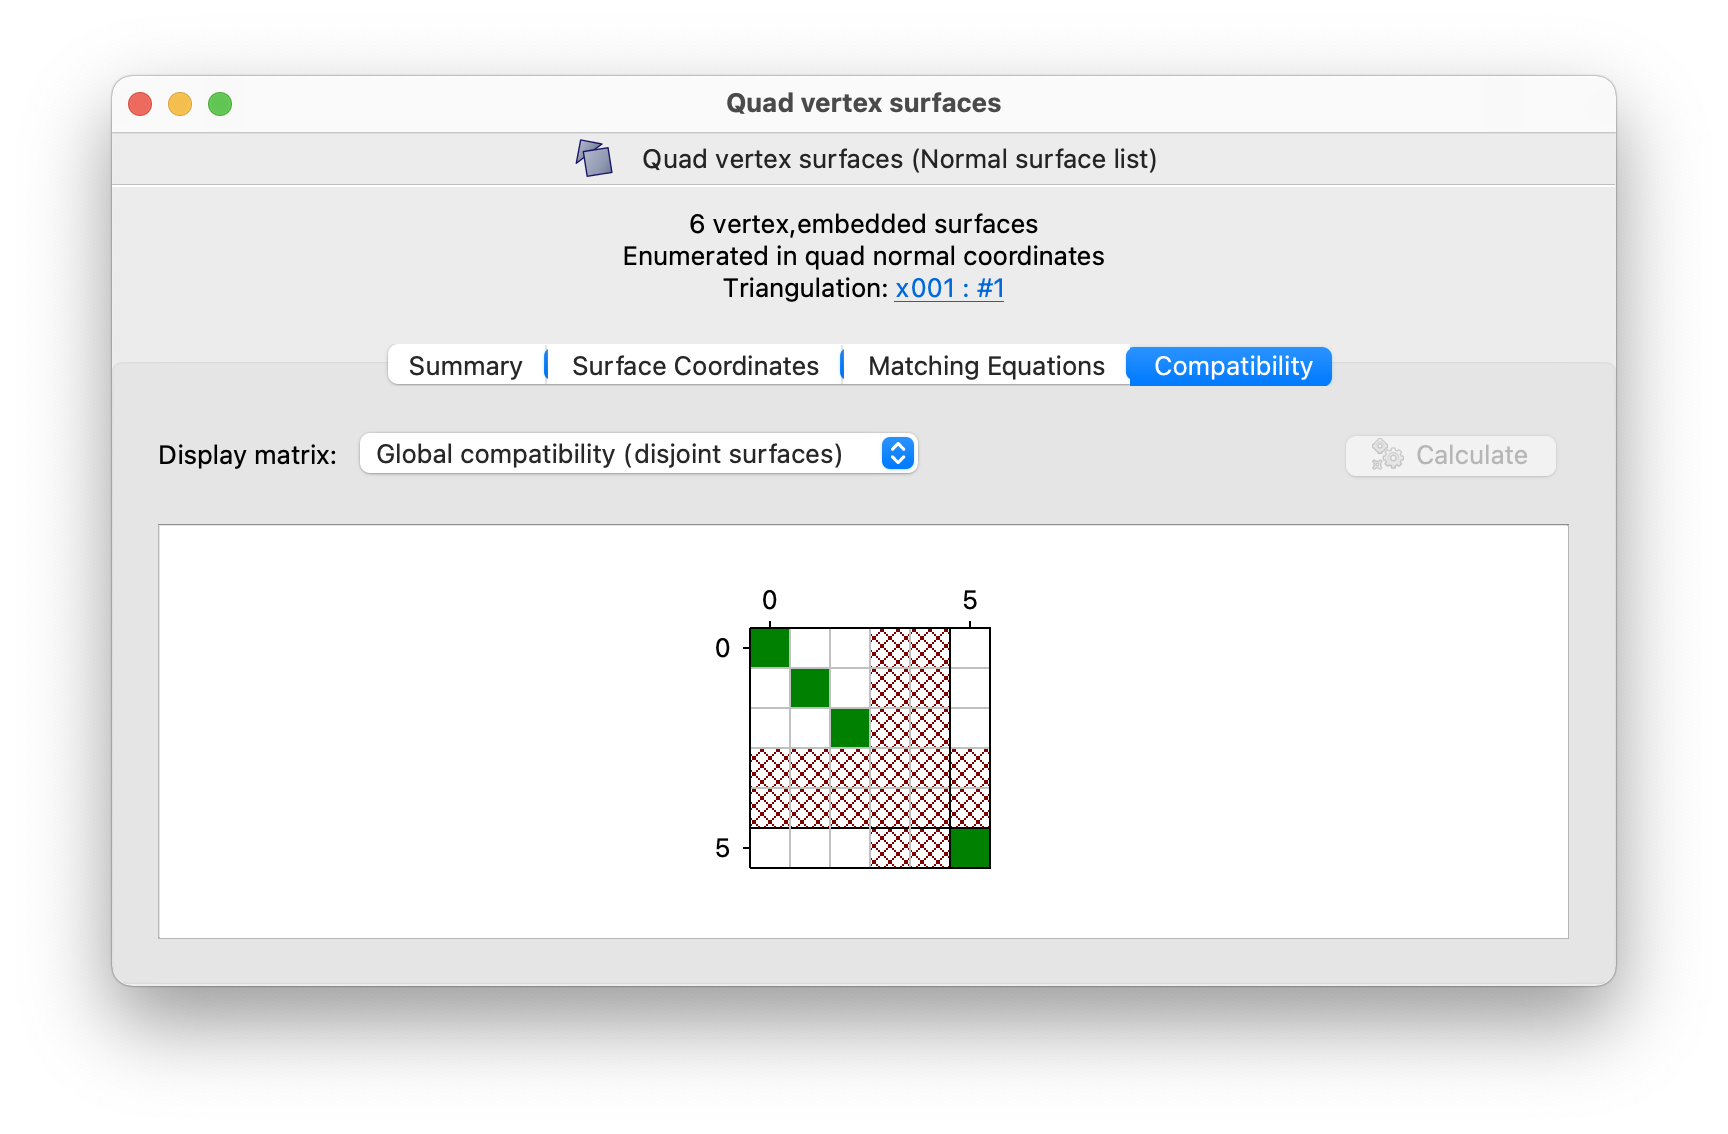 Quad vertex surfaces
Quad vertex surfaces (Normal surface list)
6 vertex,embedded surfaces
Enumerated in quad normal coordinates
Triangulation: x001 : #1
Summary Surface Coordinates Matching Equations Compatibility
Display matrix: Global compatibility (disjoint surfaces) Calculate
0 5
0
5